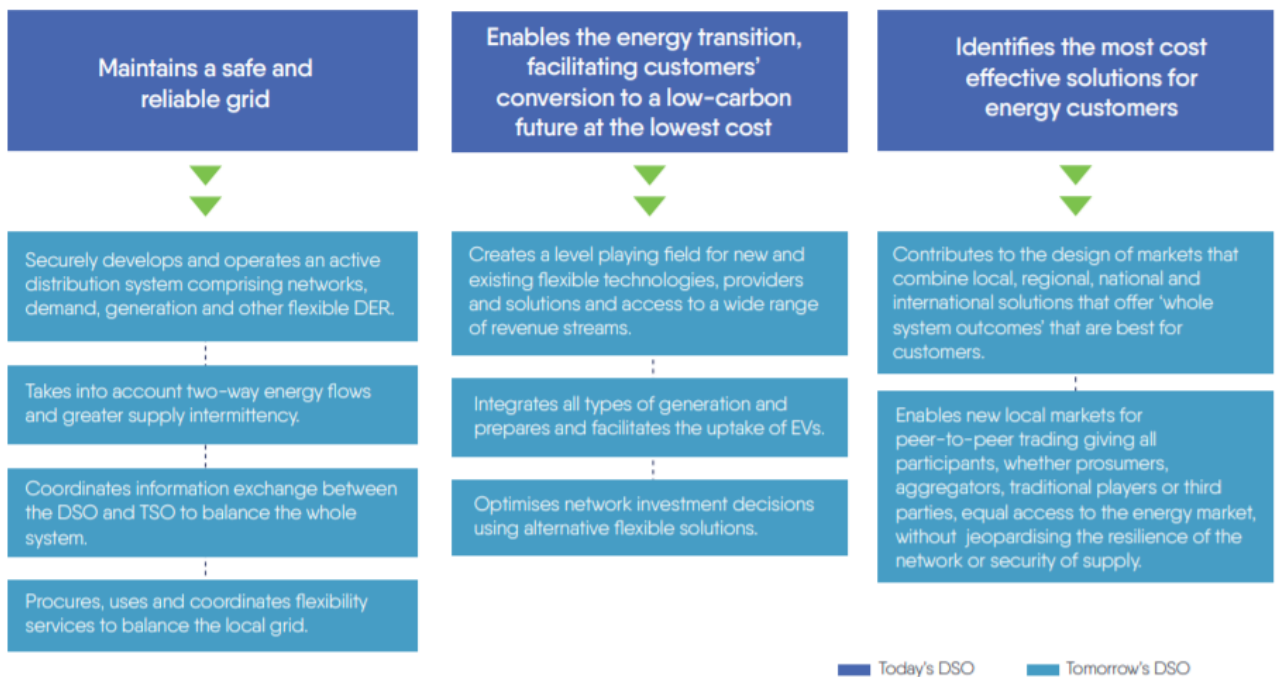 Maintains a safe and
reliable grid
Securely develops and operates an active
distribution system comprising networks,
demand, generation and other flexible DER.
Takes into account two-way energy flows
and greater supply intermittency.
Coordinates information exchange between
the DSO and TSO to balance the whole
system.
Procures, uses and coordinates flexibility
services to balance the local grid.
Enables the energy transition,
facilitating customers'
conversion to a low-carbon
future at the lowest cost
Creates a level playing field for new and
existing flexible technologies, providers
and solutions and access to a wide range
of revenue streams.
Integrates all types of generation and
prepares and facilitates the uptake of EVs.
Optimises network investment decisions
using alternative flexible solutions.
Identifies the most cost
effective solutions for
energy customers
Contributes to the design of markets that
combine local, regional, national and
international solutions that offer 'whole
system outcomes' that are best for
customers.
Enables new local markets for
peer-to-peer trading giving all
participants, whether prosumers,
aggregators, traditional players or third
parties, equal access to the energy market,
without jeopardising the resilience of the
network or security of supply.
Today's DSO
Tomorrow's DSO